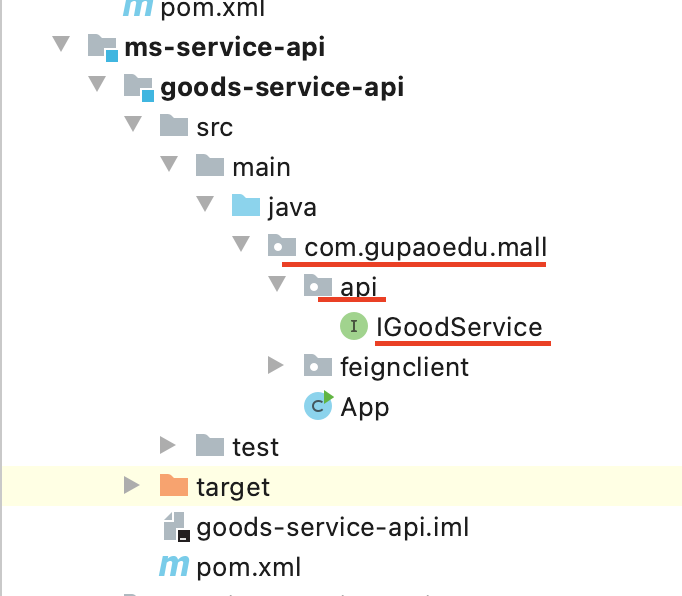 pom.xml
ms-service-api
goods-service-api
src
main
java
com.gupaoedu.mall
api
IGoodService
feignclient
App
test
target
goods-service-api.iml
pom.xml